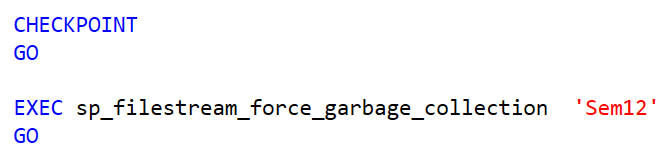 CHECKPOINT
GO
EXEC sp_filestream_force_garbage_collection 'Sem12'
GO